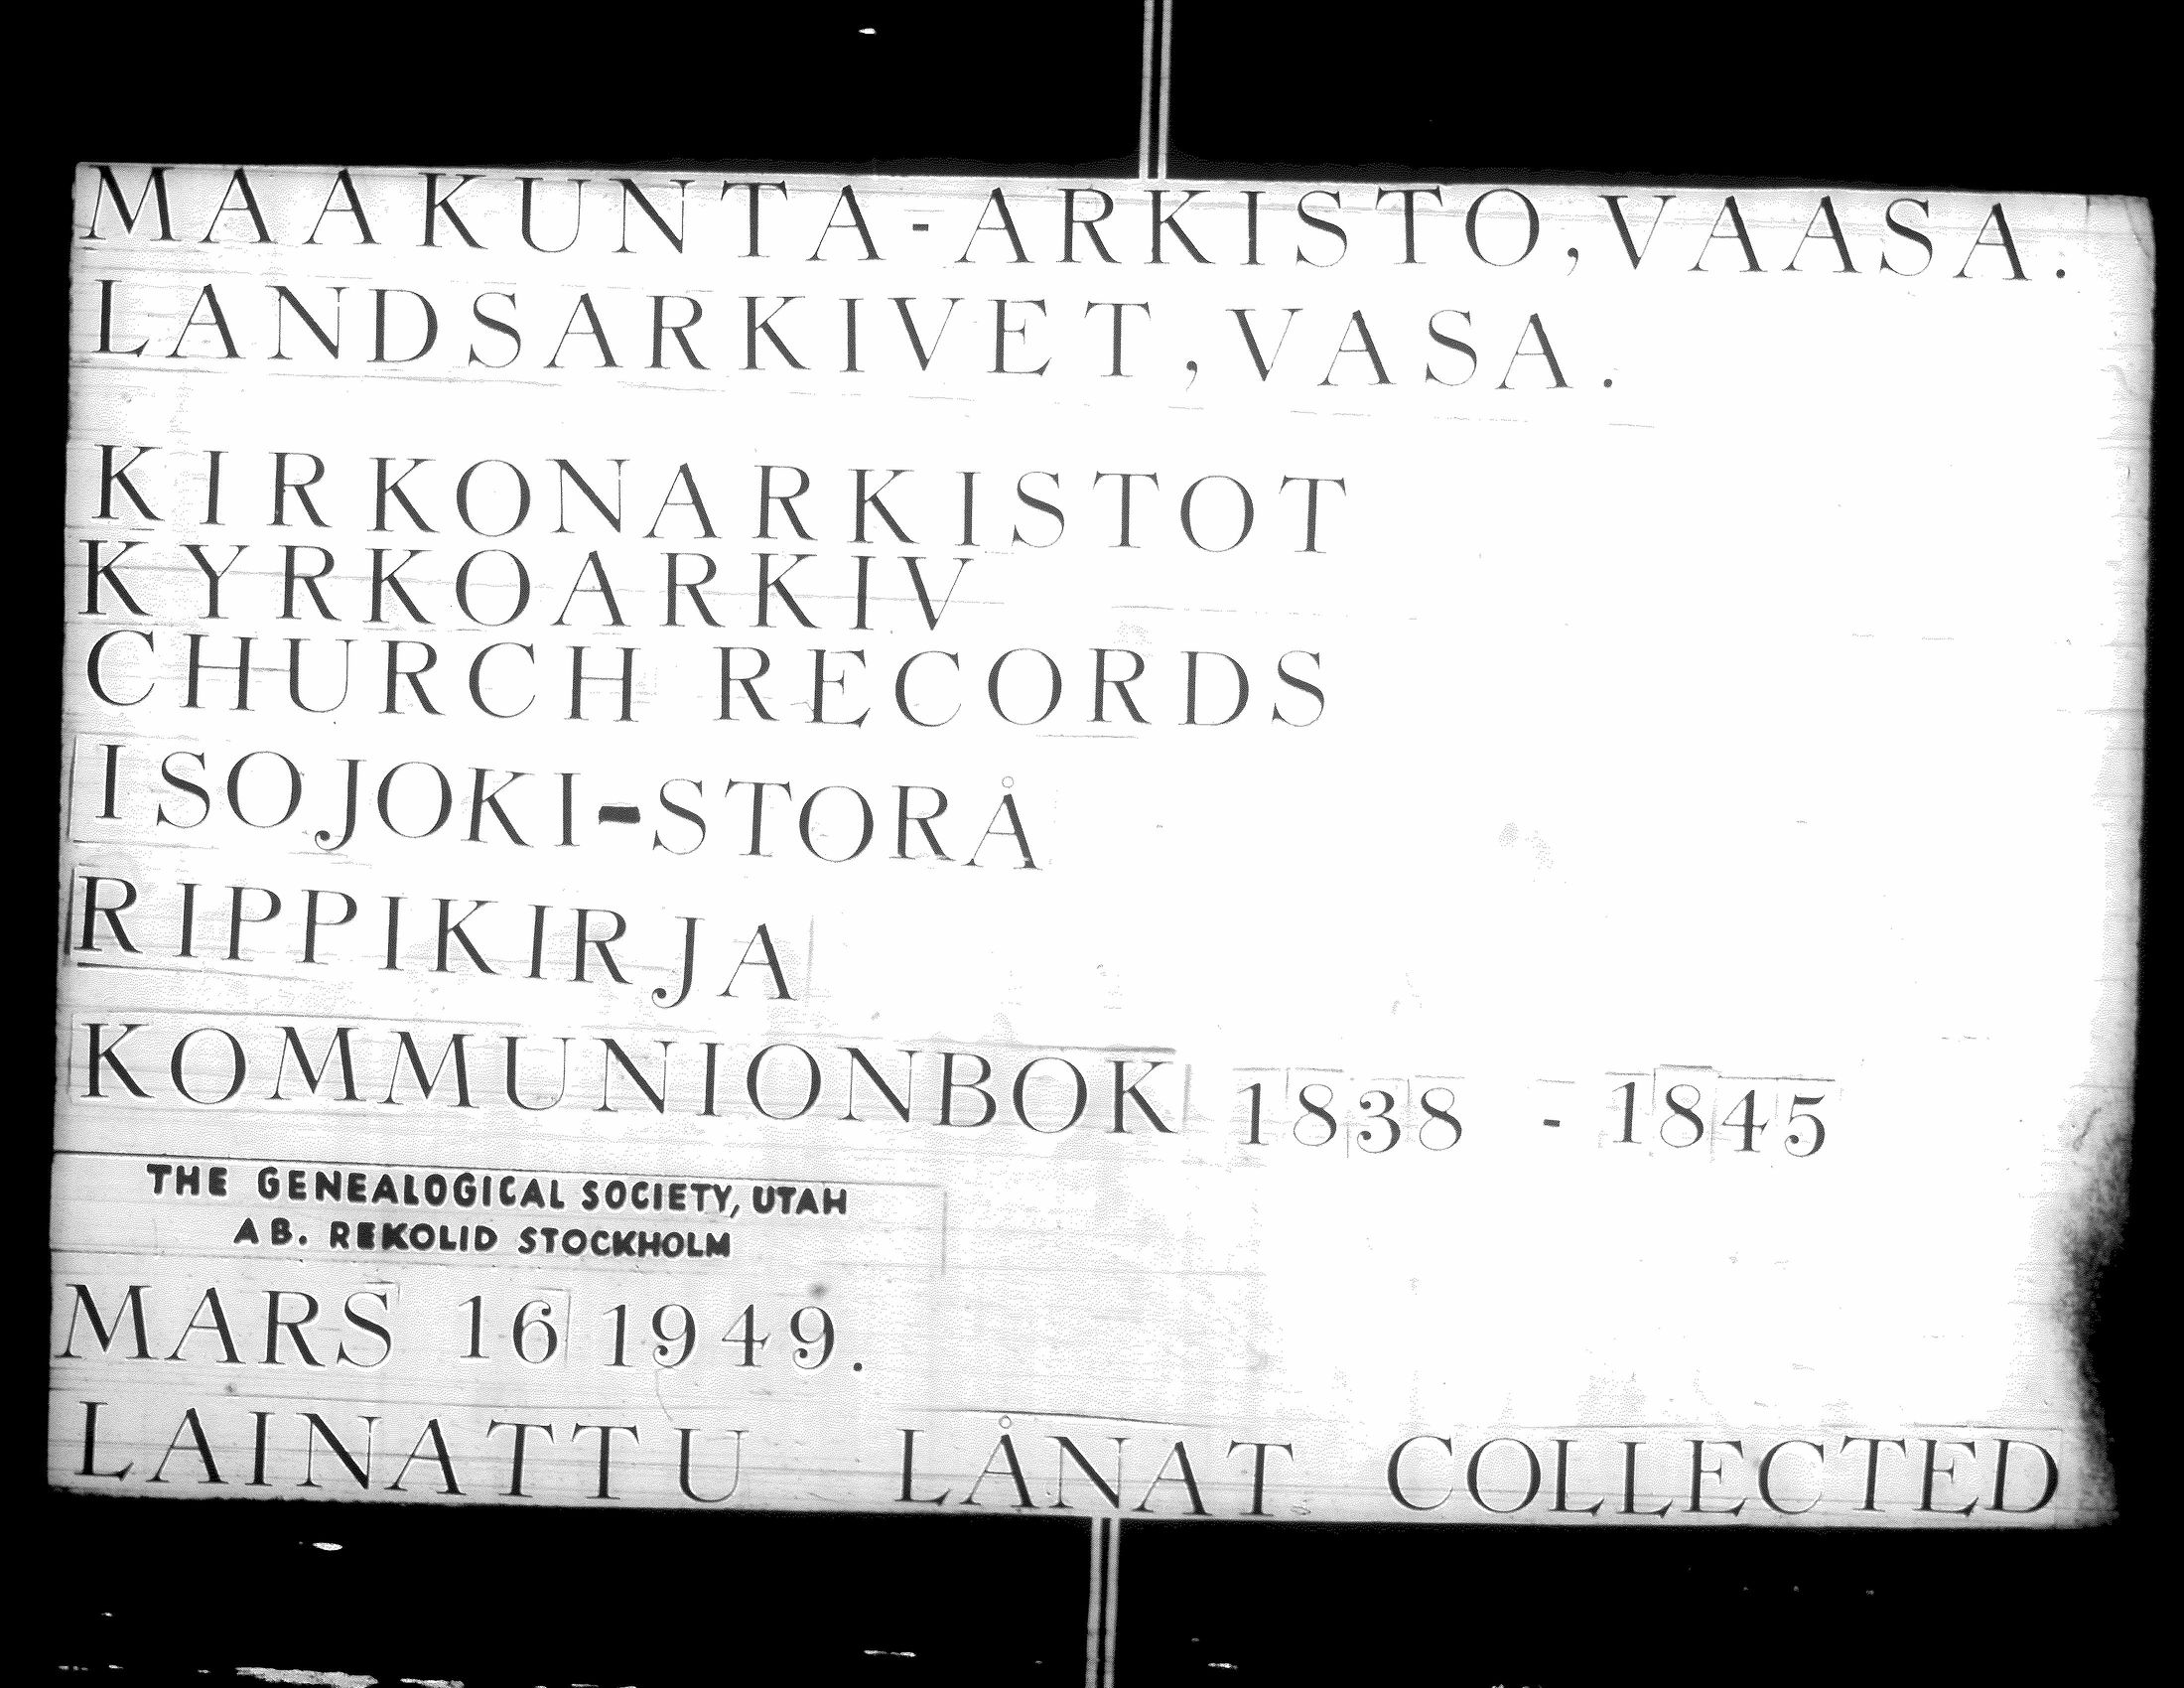 MAAKUNTA-ARKISTO, VAASA.
LANDSARKIVET, VASA.
KIRKONARKISTOT
KYRKOARKIV
CHURCH RECORDS
ISOJOKI-STORÅ
RIPPIKIRJA
KOMMUNIONBOK 1838 - 1845
THE GENEALOGICAL SOCIETY, UTAH
AB. REKOLID STOCKHOLM
MARS 16 1949.
LAINATTU LÅNAT COLLECTED